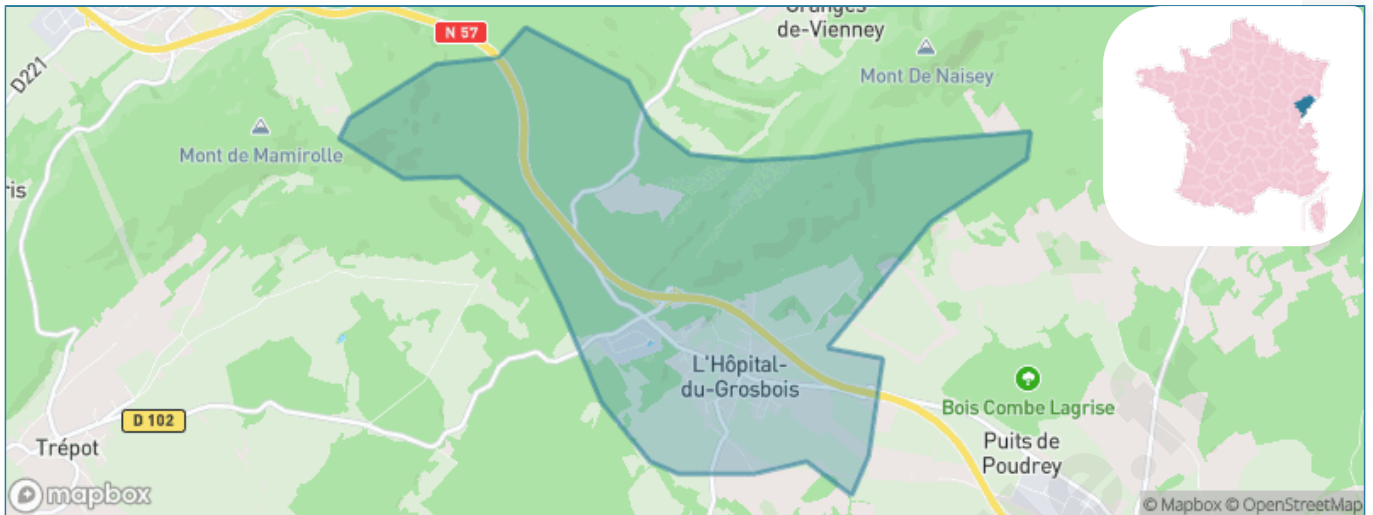 N 57
de-Vienney
D221
Mont De Naisey
Mont de Mamirolle
L'Hôpital-
du-Grosbois
Bois Combe Lagrise
D 102
Trépot
Puits de
Poudrey
mapbox
© Mapbox © OpenStreetMap